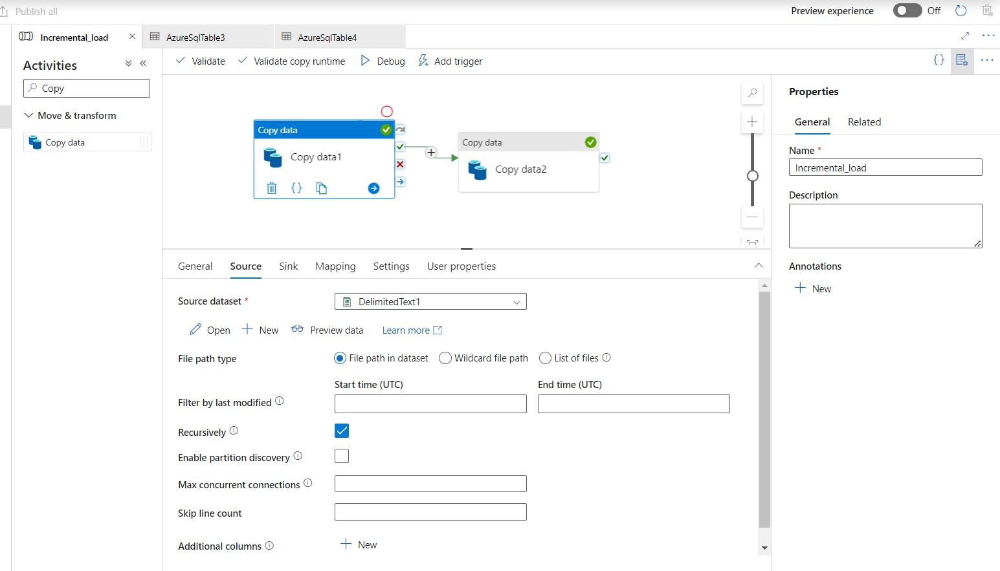 Publish all
Preview experience
Off
Incremental_load
AzureSqlTable3
AzureSqlTable4
Activities
Copy
Move & transform
Copy data
Validate
Validate copy runtime
Debug
Add trigger
Copy data
Copy data1
Copy data
Copy data2
General
Source
Sink
Mapping
Settings
User properties
Source dataset *
DelimitedText1
Open
New
Preview data
Learn more
File path type
File path in dataset
Wildcard file path
List of files
Start time (UTC)
End time (UTC)
Filter by last modified
Recursively
Enable partition discovery
Max concurrent connections
Skip line count
Additional columns
New
Properties
General
Related
Name *
Incremental_load
Description
Annotations
New